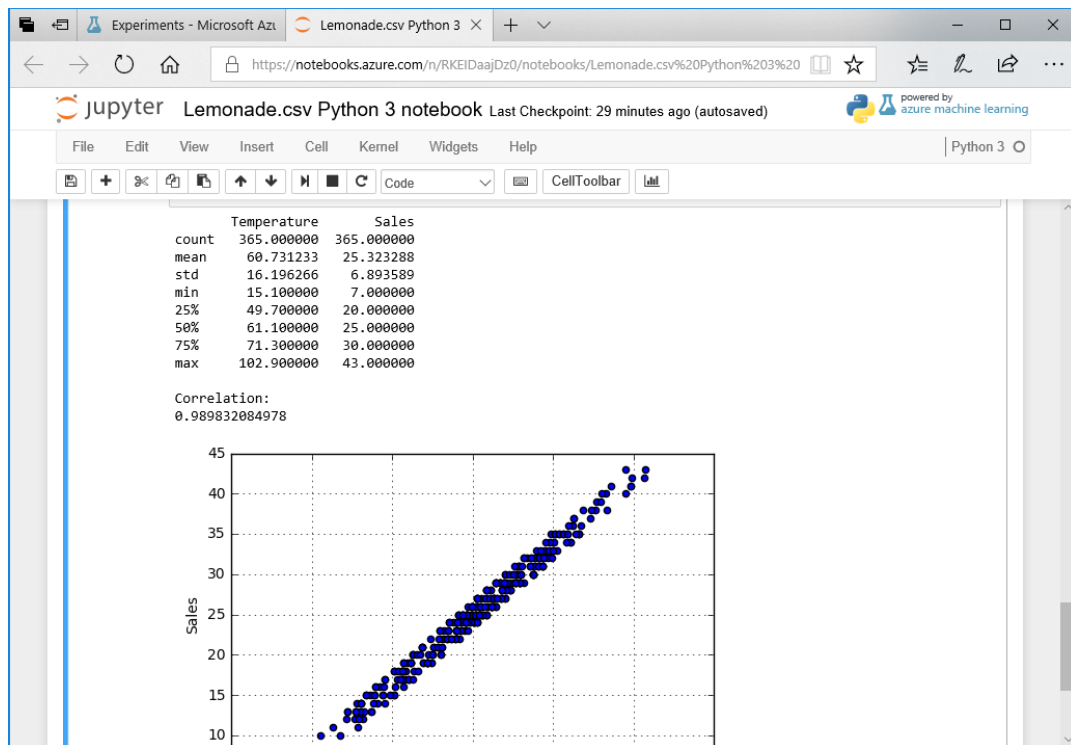 Experiments - Microsoft Azu
Lemonade.csv Python 3
https://notebooks.azure.com/n/RKEIDaajDz0/notebooks/Lemonade.csv%20Python%203%20
jupyter Lemonade.csv Python 3 notebook Last Checkpoint: 29 minutes ago (autosaved)
powered by
azure machine learning
File Edit View Insert Cell Kernel Widgets Help
Python 3
Code
CellToolbar
Temperature Sales
count 365.000000 365.000000
mean 60.731233 25.323288
std 16.196266 6.893589
min 15.100000 7.000000
25% 49.700000 20.000000
50% 61.100000 25.000000
75% 71.300000 30.000000
max 102.900000 43.000000
Correlation:
0.989832084978
45
40
35
30
25
20
15
10
Sales